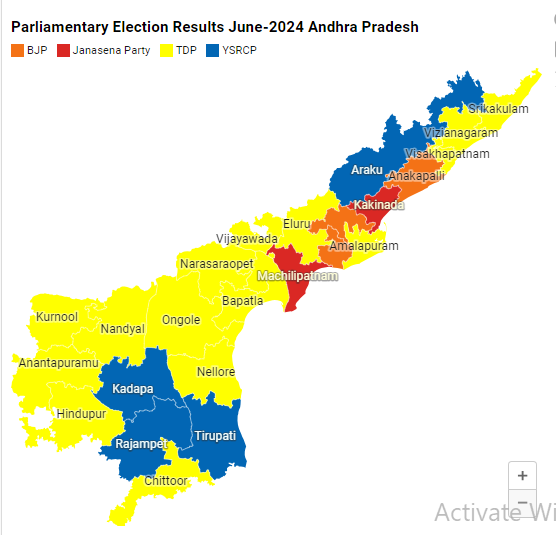 Parliamentary Election Results June-2024 Andhra Pradesh
BJP Janasena Party TDP YSRCP
Srikakulam
Vizianagaram
Visakhapatnam
Araku
Anakapalli
Kakinada
Eluru
Vijayawada
Amalapuram
Narasaraopet
Machilipatnam
Bapatla
Kurnool
Ongole
Nandyal
Anantapuramu
Nellore
Kadapa
Hindupur
Rajampet
Tirupati
Chittoor
+
−
Activate Wi